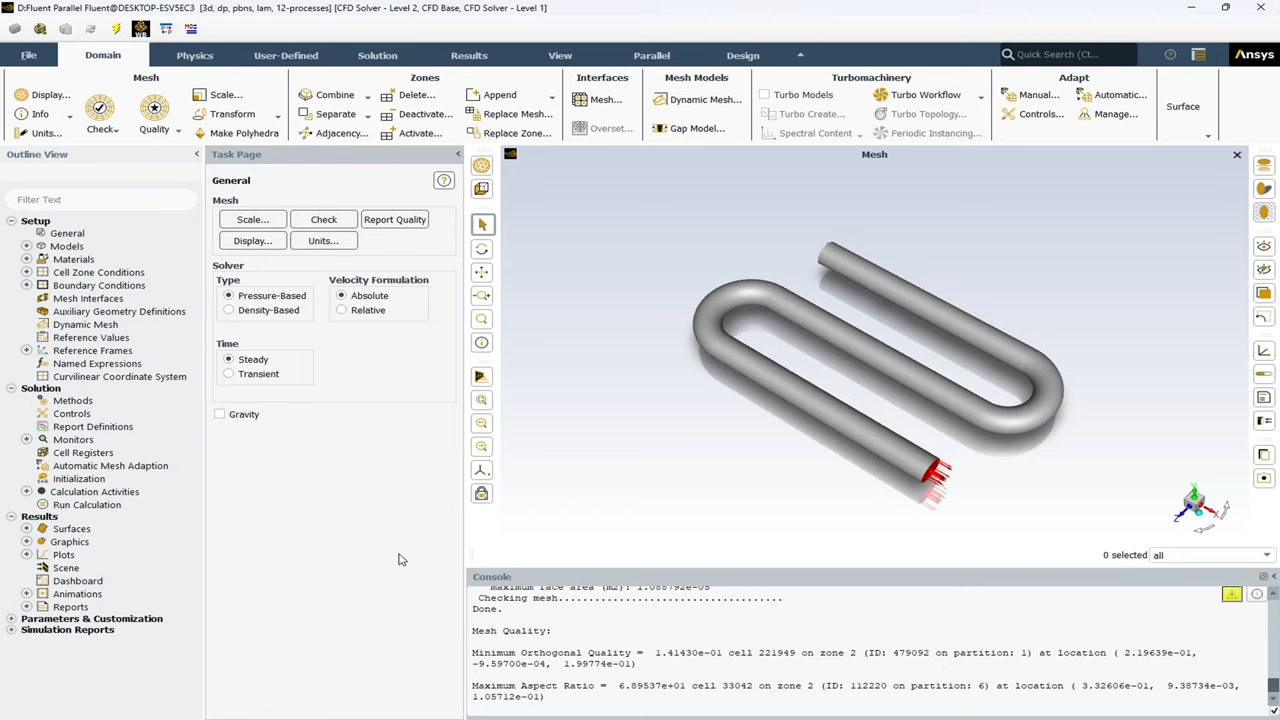 D:Fluent Parallel Fluent@DESKTOP-ESV5EC3 [3d, dp, pbns, lam, 12-processes] [CFD Solver - Level 2, CFD Base, CFD Solver - Level 1]
File Domain Physics User-Defined Solution Results View Parallel Design Quick Search (Ct... Ansys
Mesh Zones Interfaces Mesh Models Turbomachinery Adapt
Display... Scale... Combine Delete... Append Mesh... Dynamic Mesh... Turbo Models Turbo Workflow Manual... Automatic...
Info Check Quality Transform Separate Deactivate... Replace Mesh... Turbo Create... Turbo Topology... Controls... Manage... Surface
Units... Make Polyhedra Adjacency... Activate... Replace Zone... Overset... Gap Model... Spectral Content Periodic Instancing...
Outline View
Filter Text
Setup
General
Models
Materials
Cell Zone Conditions
Boundary Conditions
Mesh Interfaces
Auxiliary Geometry Definitions
Dynamic Mesh
Reference Values
Reference Frames
Named Expressions
Curvilinear Coordinate System
Solution
Methods
Controls
Report Definitions
Monitors
Cell Registers
Automatic Mesh Adaption
Initialization
Calculation Activities
Run Calculation
Results
Surfaces
Graphics
Plots
Scene
Dashboard
Animations
Reports
Parameters & Customization
Simulation Reports
Task Page
General
Mesh
Scale... Check Report Quality
Display... Units...
Solver
Type Velocity Formulation
Pressure-Based Absolute
Density-Based Relative
Time
Steady
Transient
Gravity
Mesh
Y
X
Z
0 selected all
Console
maximum face area (m2): 1.088792e-05
Checking mesh.................................
Done.
Mesh Quality:
Minimum Orthogonal Quality = 1.41430e-01 cell 221949 on zone 2 (ID: 479092 on partition: 1) at location ( 2.19639e-01,
-9.59700e-04, 1.99774e-01)
Maximum Aspect Ratio = 6.89537e+01 cell 33042 on zone 2 (ID: 112220 on partition: 6) at location ( 3.32606e-01, 9.38734e-03,
1.05712e-01)